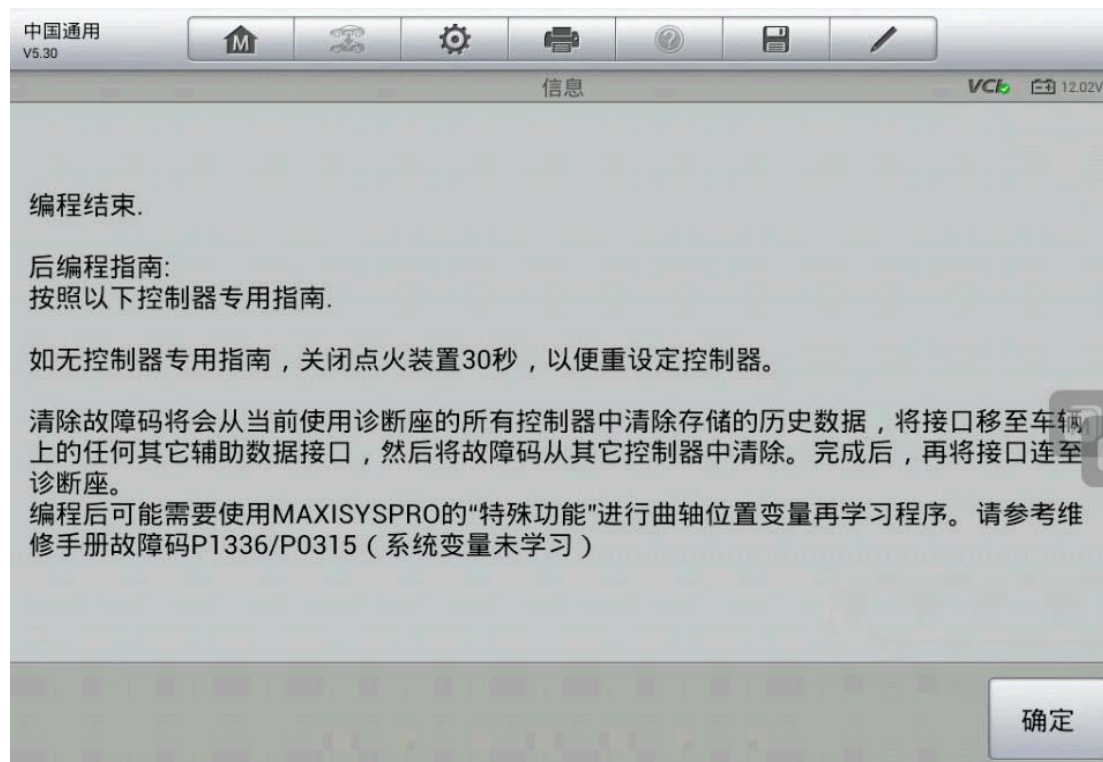 中国通用
V5.30
信息
VCI
12.02V
编程结束.
后编程指南:
按照以下控制器专用指南.
如无控制器专用指南，关闭点火装置30秒，以便重设定控制器。
清除故障码将会从当前使用诊断座的所有控制器中清除存储的历史数据，将接口移至车辆
上的任何其它辅助数据接口，然后将故障码从其它控制器中清除。完成后，再将接口连至
诊断座。
编程后可能需要使用MAXISYSPRO的“特殊功能”进行曲轴位置变量再学习程序。请参考维
修手册故障码P1336/P0315（系统变量未学习）
确定